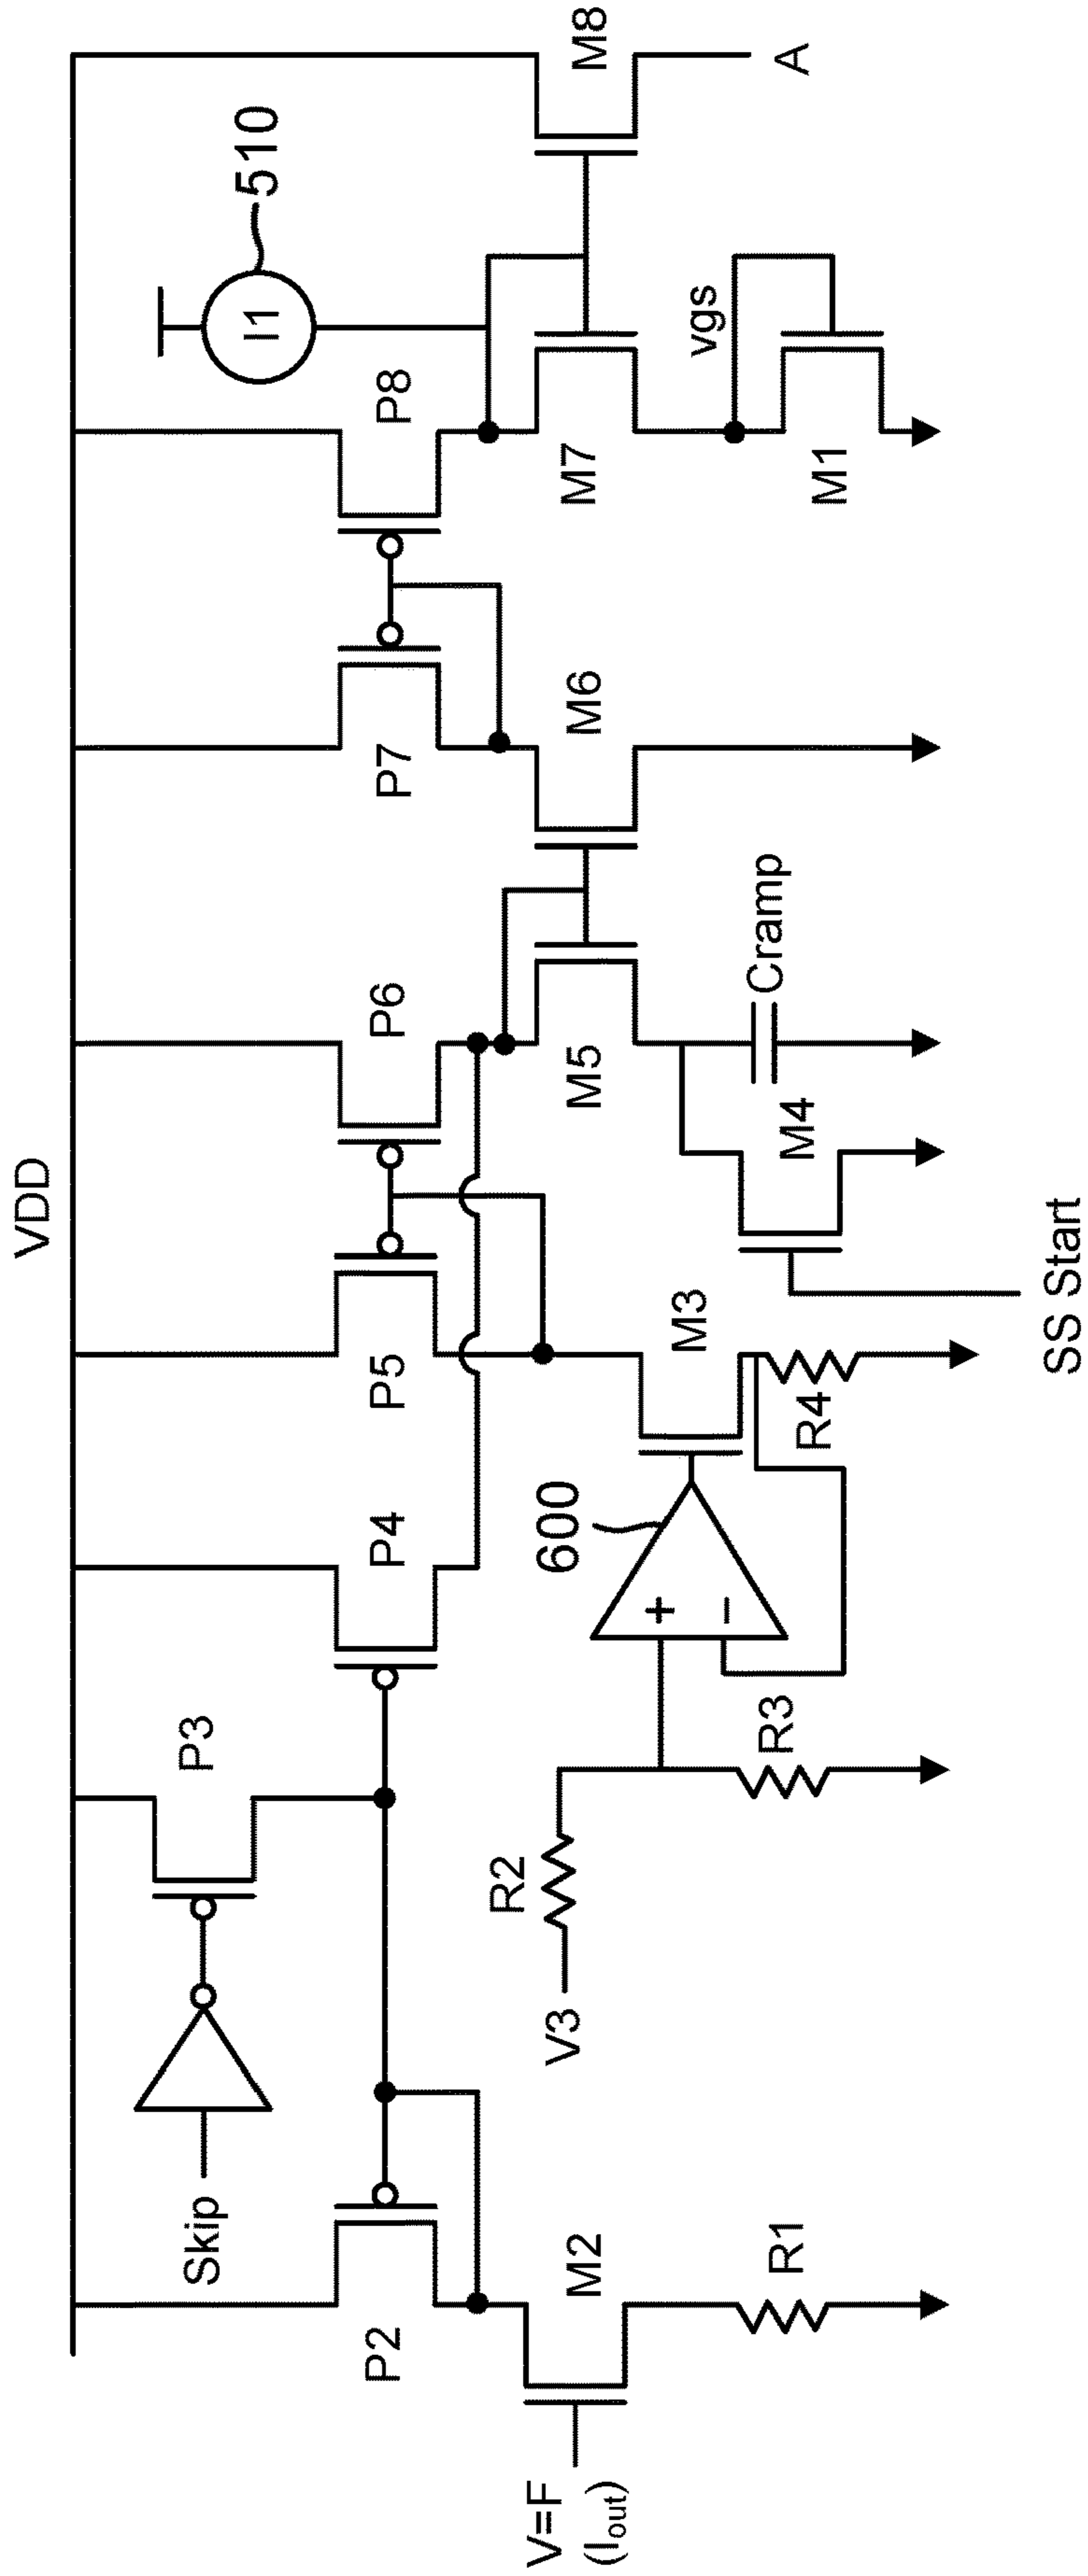 VDD
Skip
P3
510
I1
P2
P4
P5
P6
P7
P8
V=F
(Iout)
M2
V3
R2
600
+
−
M3
M5
M6
M7
M8
vgs
R1
R3
R4
M4
Cramp
M1
A
SS Start